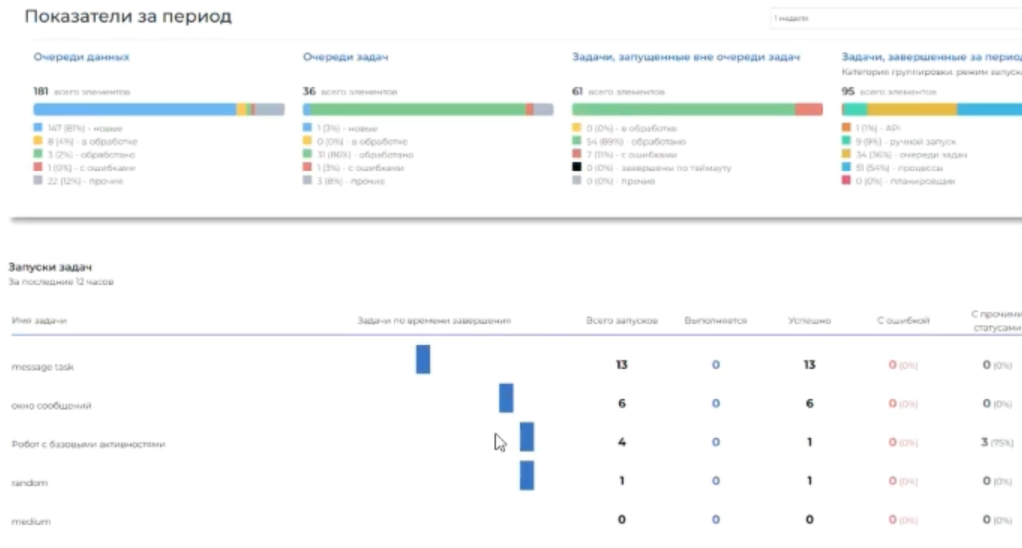 Показатели за период
1 неделя
Очереди данных
Очереди задач
Задачи, запущенные вне очереди задач
Задачи, завершенные за период
Категория группировки: режим запуска
181 всего элементов
36 всего элементов
61 всего элементов
95 всего элементов
147 (81%) - новые
8 (4%) - в обработке
3 (2%) - обработано
1 (0%) - с ошибками
22 (12%) - прочие
1 (3%) - новые
0 (0%) - в обработке
31 (86%) - обработано
1 (3%) - с ошибками
3 (8%) - прочие
0 (0%) - в обработке
54 (89%) - обработано
7 (11%) - с ошибками
0 (0%) - завершены по таймауту
0 (0%) - прочие
1 (1%) - API
9 (9%) - ручной запуск
34 (36%) - очереди задач
51 (54%) - процессы
0 (0%) - планировщик
Запуски задач
За последние 12 часов
Имя задачи Задачи по времени завершения Всего запусков Выполняется Успешно С ошибкой С прочими статусами
message task 13 0 13 0 (0%) 0 (0%)
окно сообщений 6 0 6 0 (0%) 0 (0%)
Робот с базовыми активностями 4 0 1 0 (0%) 3 (75%)
random 1 0 1 0 (0%) 0 (0%)
medium 0 0 0 0 (0%) 0 (0%)